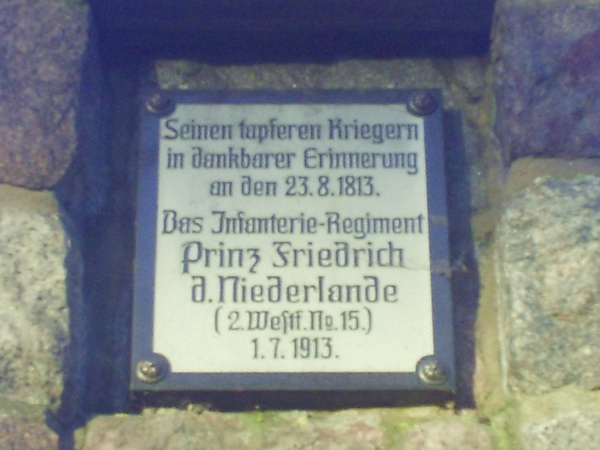 Seinen tapferen Kriegern
in dankbarer Erinnerung
an den 23.8.1813.
Das Infanterie-Regiment
Prinz Friedrich
d. Niederlande
(2. Weſtf. No. 15.)
1.7. 1913.